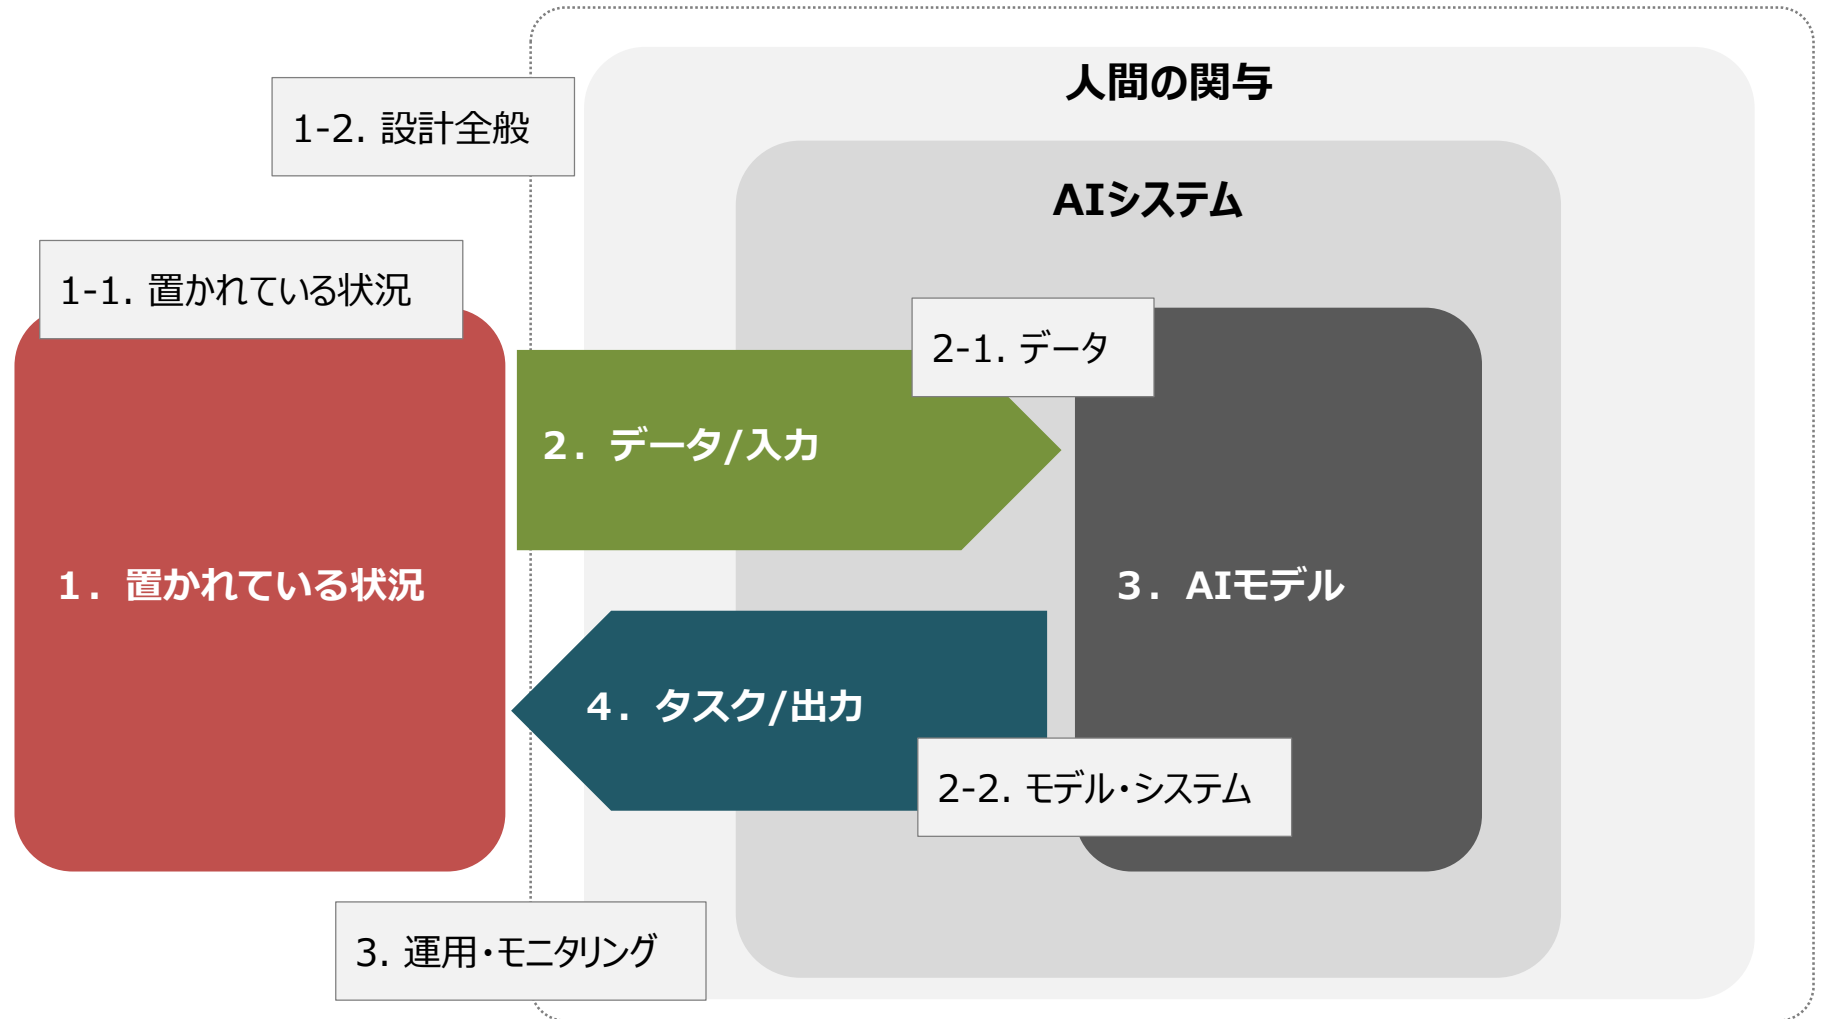 人間の関与
1-2. 設計全般
AIシステム
1-1. 置かれている状況
2-1. データ
2. データ/入力
1. 置かれている状況
3. AIモデル
4. タスク/出力
2-2. モデル・システム
3. 運用・モニタリング